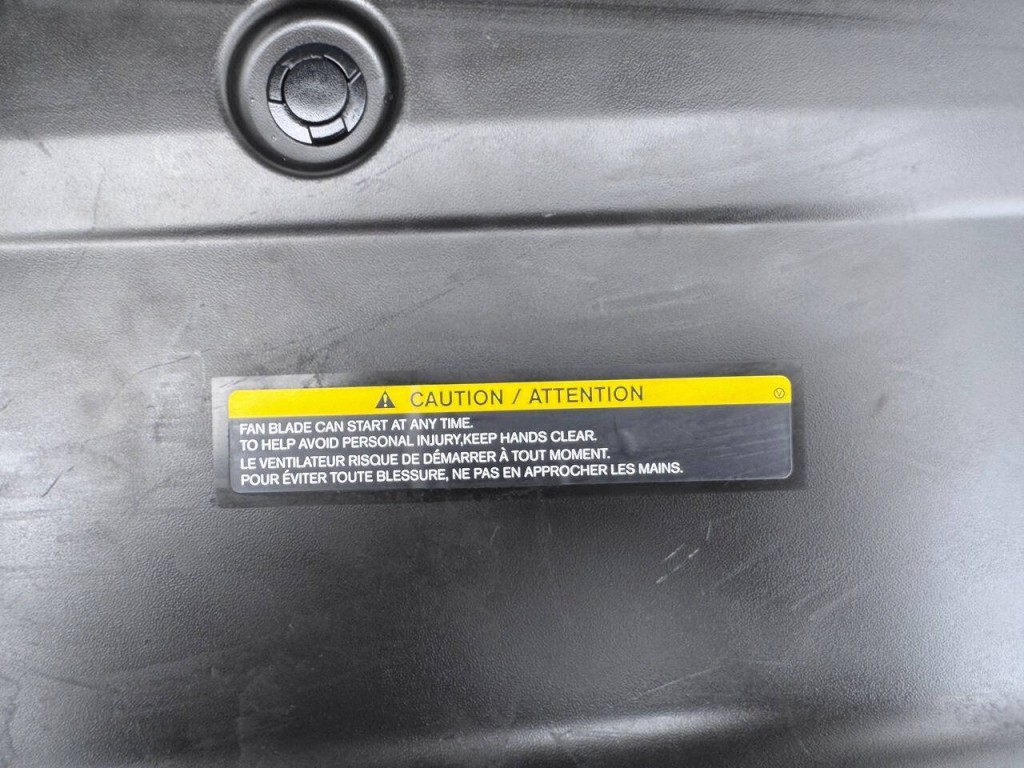 CAUTION / ATTENTION
FAN BLADE CAN START AT ANY TIME.
TO HELP AVOID PERSONAL INJURY,KEEP HANDS CLEAR.
LE VENTILATEUR RISQUE DE DÉMARRER À TOUT MOMENT.
POUR ÉVITER TOUTE BLESSURE, NE PAS EN APPROCHER LES MAINS.